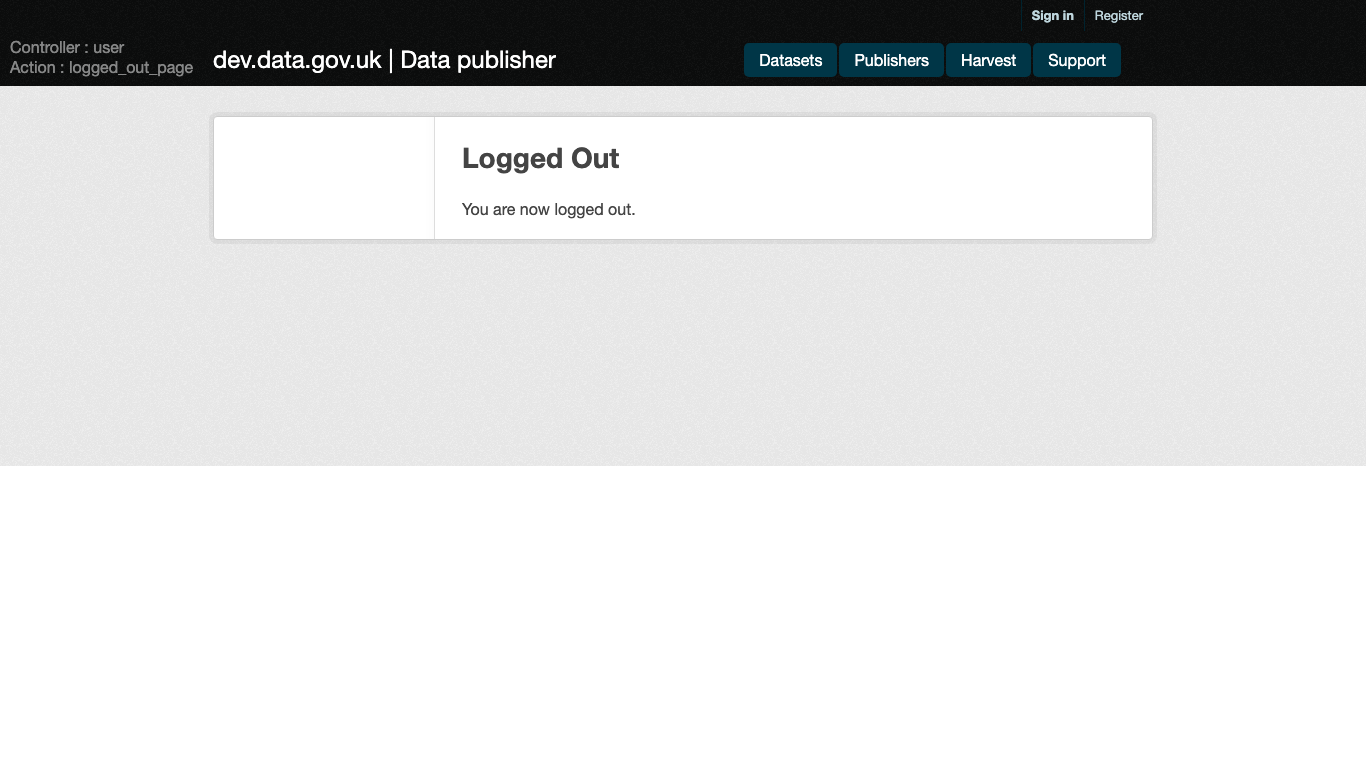 Sign in Register
Controller : user
Action : logged_out_page
dev.data.gov.uk | Data publisher
Datasets Publishers Harvest Support
Logged Out
You are now logged out.